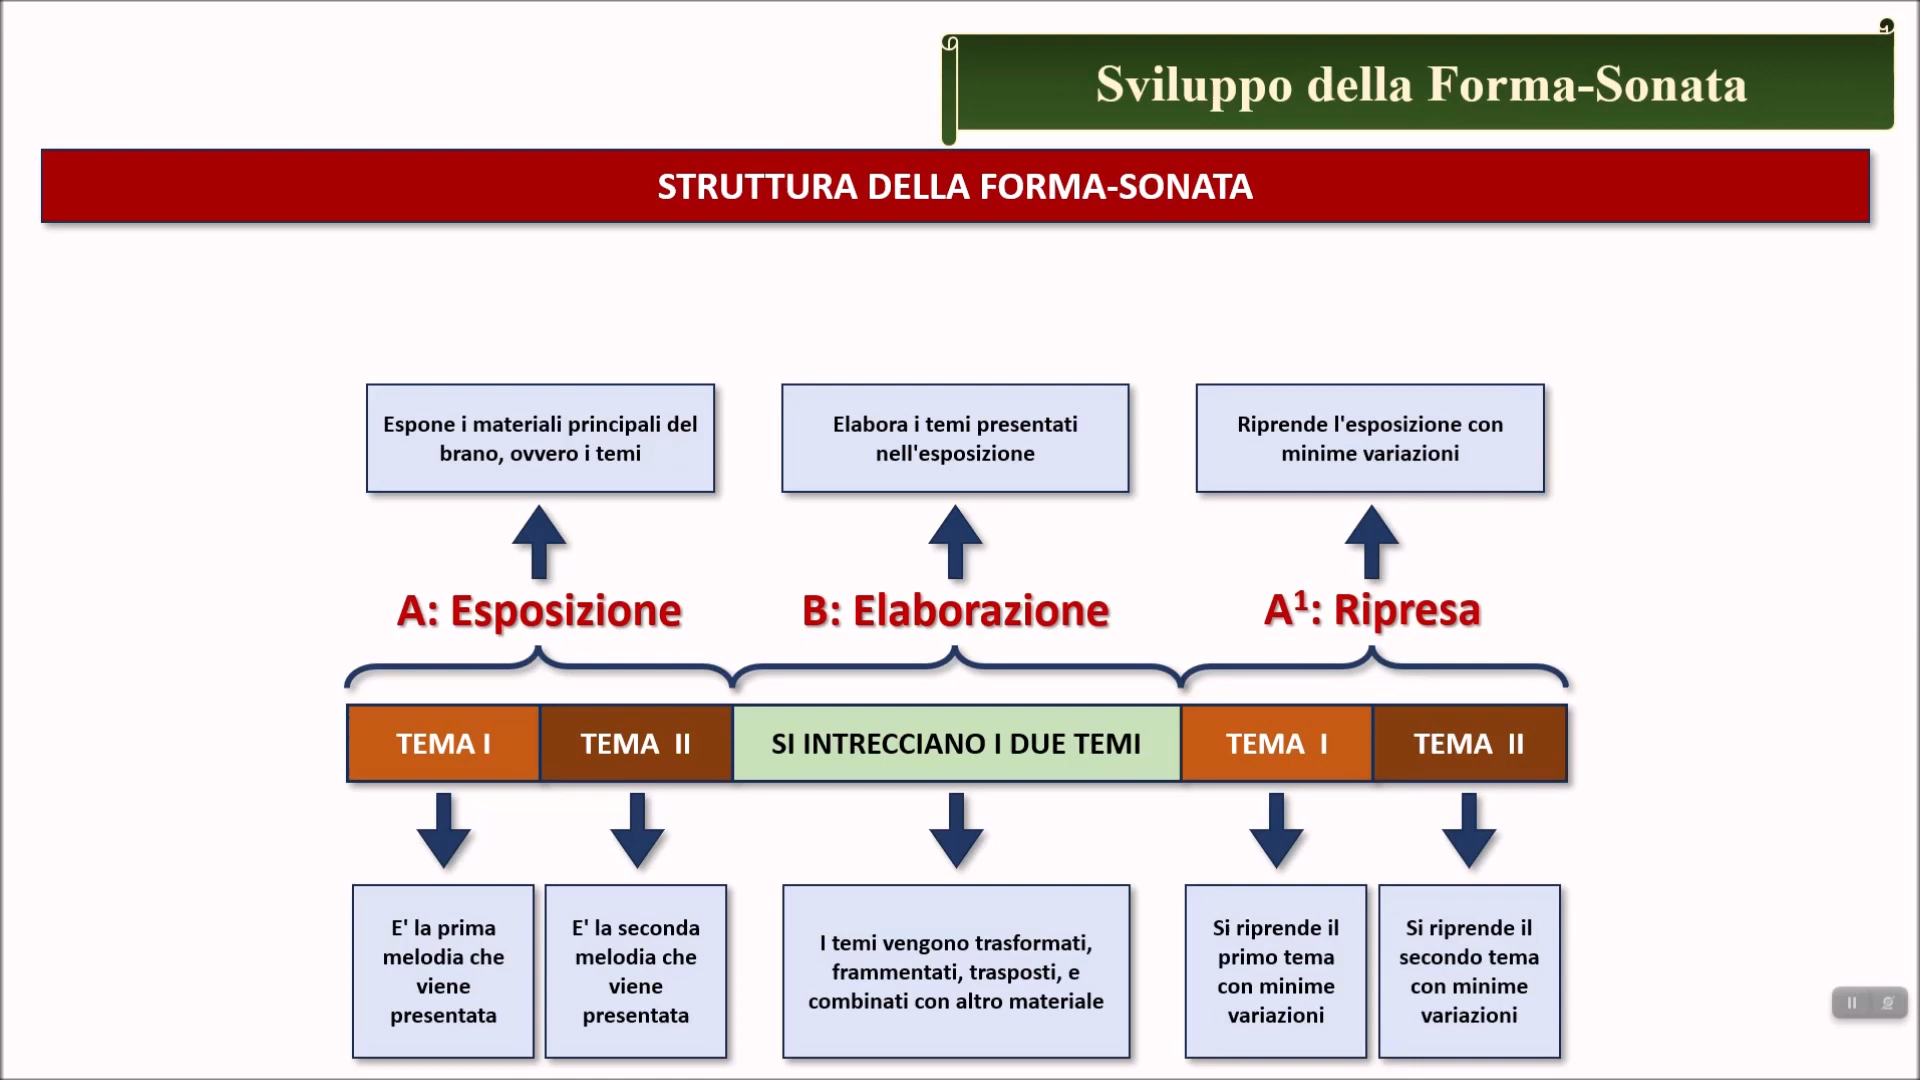 Sviluppo della Forma-Sonata
STRUTTURA DELLA FORMA-SONATA
Espone i materiali principali del
brano, ovvero i temi
Elabora i temi presentati
nell'esposizione
Riprende l'esposizione con
minime variazioni
A: Esposizione
B: Elaborazione
A¹: Ripresa
TEMA I
TEMA II
SI INTRECCIANO I DUE TEMI
TEMA I
TEMA II
E' la prima
melodia che
viene
presentata
E' la seconda
melodia che
viene
presentata
I temi vengono trasformati,
frammentati, trasposti, e
combinati con altro materiale
Si riprende il
primo tema
con minime
variazioni
Si riprende il
secondo tema
con minime
variazioni